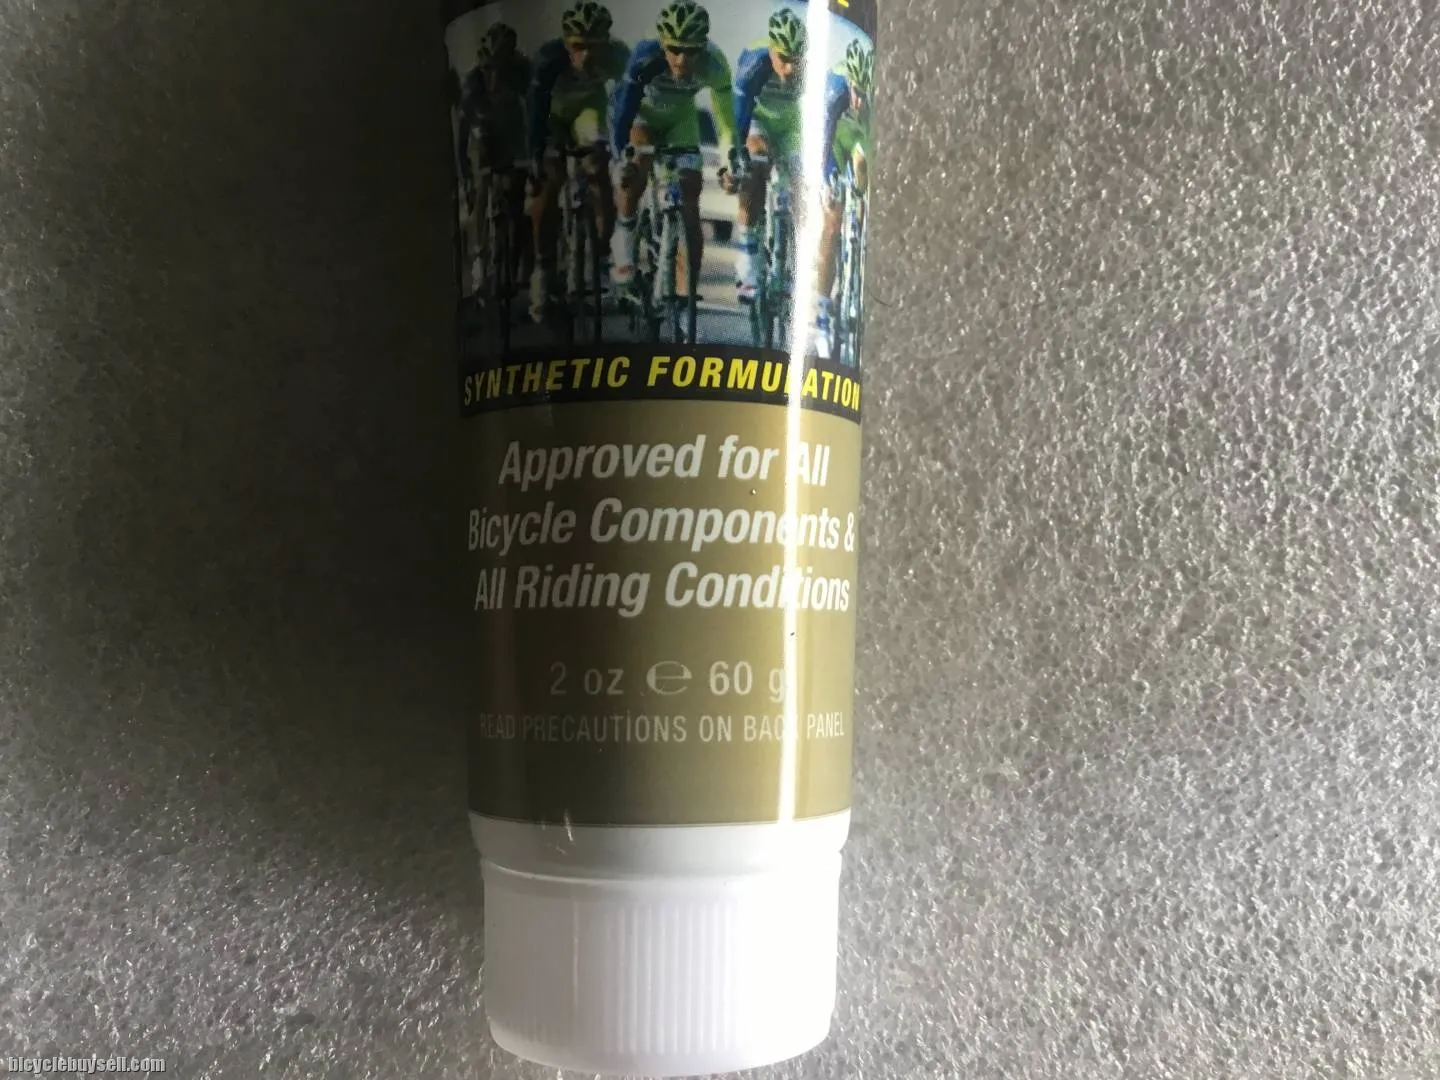 SYNTHETIC FORMULATION
Approved for All
Bicycle Components &
All Riding Conditions
2 oz ℮ 60 g
READ PRECAUTIONS ON BACK PANEL
bicyclebuysell.com